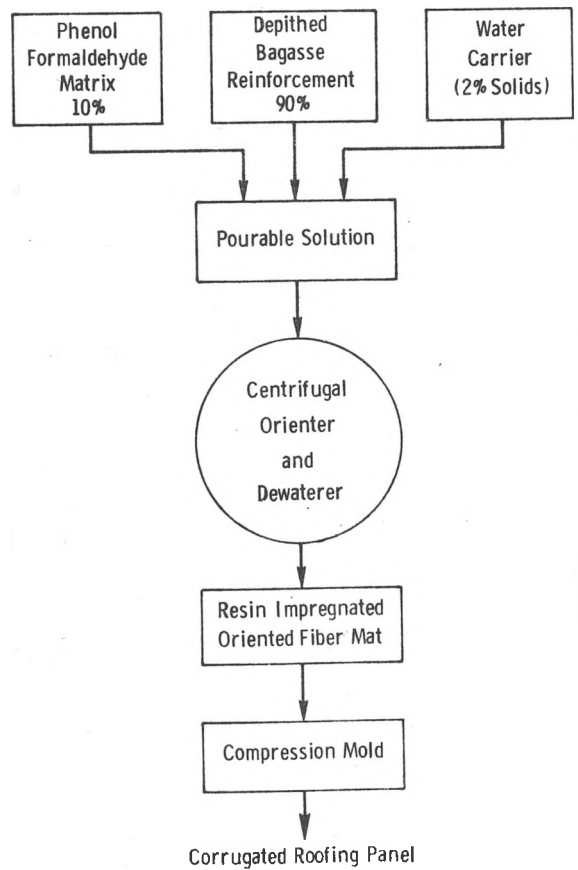 Phenol
Formaldehyde
Matrix
10%
Depithed
Bagasse
Reinforcement
90%
Water
Carrier
(2% Solids)
Pourable Solution
Centrifugal
Orienter
and
Dewaterer
Resin Impregnated
Oriented Fiber Mat
Compression Mold
Corrugated Roofing Panel